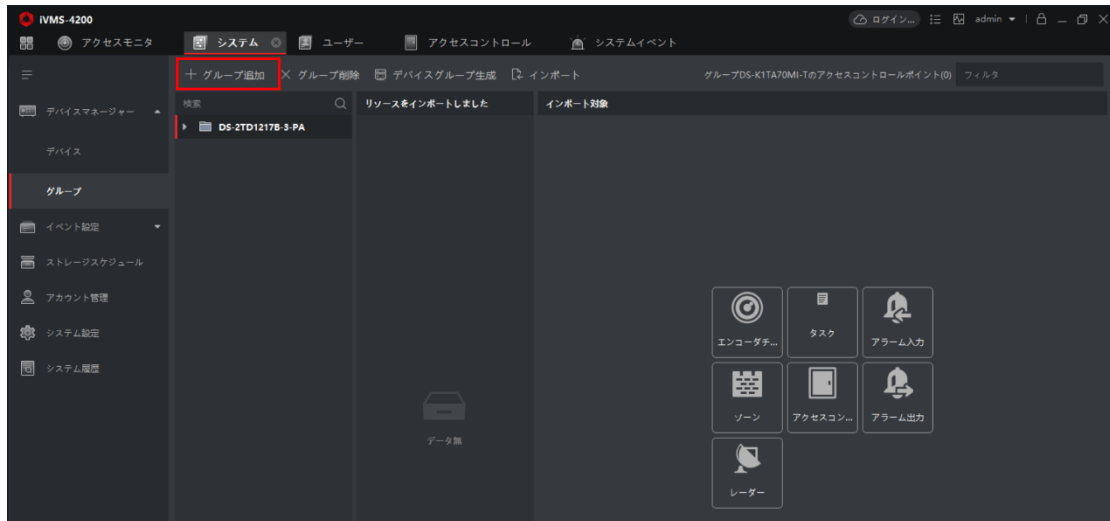 iVMS-4200
ログイン... admin
アクセスモニタ システム ユーザー アクセスコントロール システムイベント
グループ追加 グループ削除 デバイスグループ生成 インポート グループDS-K1TA70MI-Tのアクセスコントロールポイント(0) フィルタ
検索 リソースをインポートしました インポート対象
デバイスマネージャー
DS-2TD1217B-3-PA
デバイス
グループ
イベント設定
ストレージスケジュール
アカウント管理
システム設定
システム履歴
エンコーダチ... タスク アラーム入力
ゾーン アクセスコン... アラーム出力
データ無
レーダー